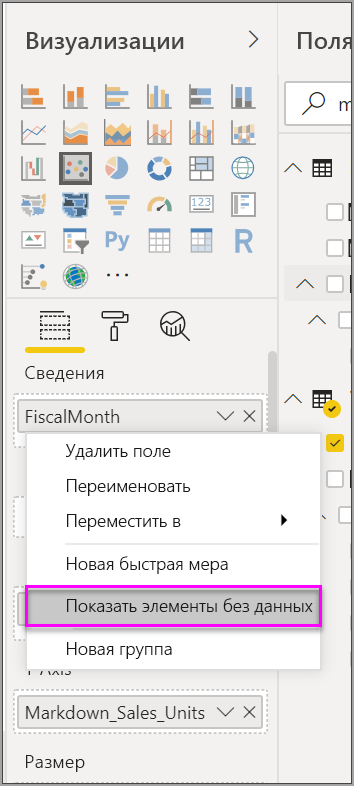 Визуализации
Поля
m
123
Py
R
Сведения
FiscalMonth
Удалить поле
Переименовать
Переместить в
Новая быстрая мера
Показать элементы без данных
Новая группа
Y Axis
Markdown_Sales_Units
Размер